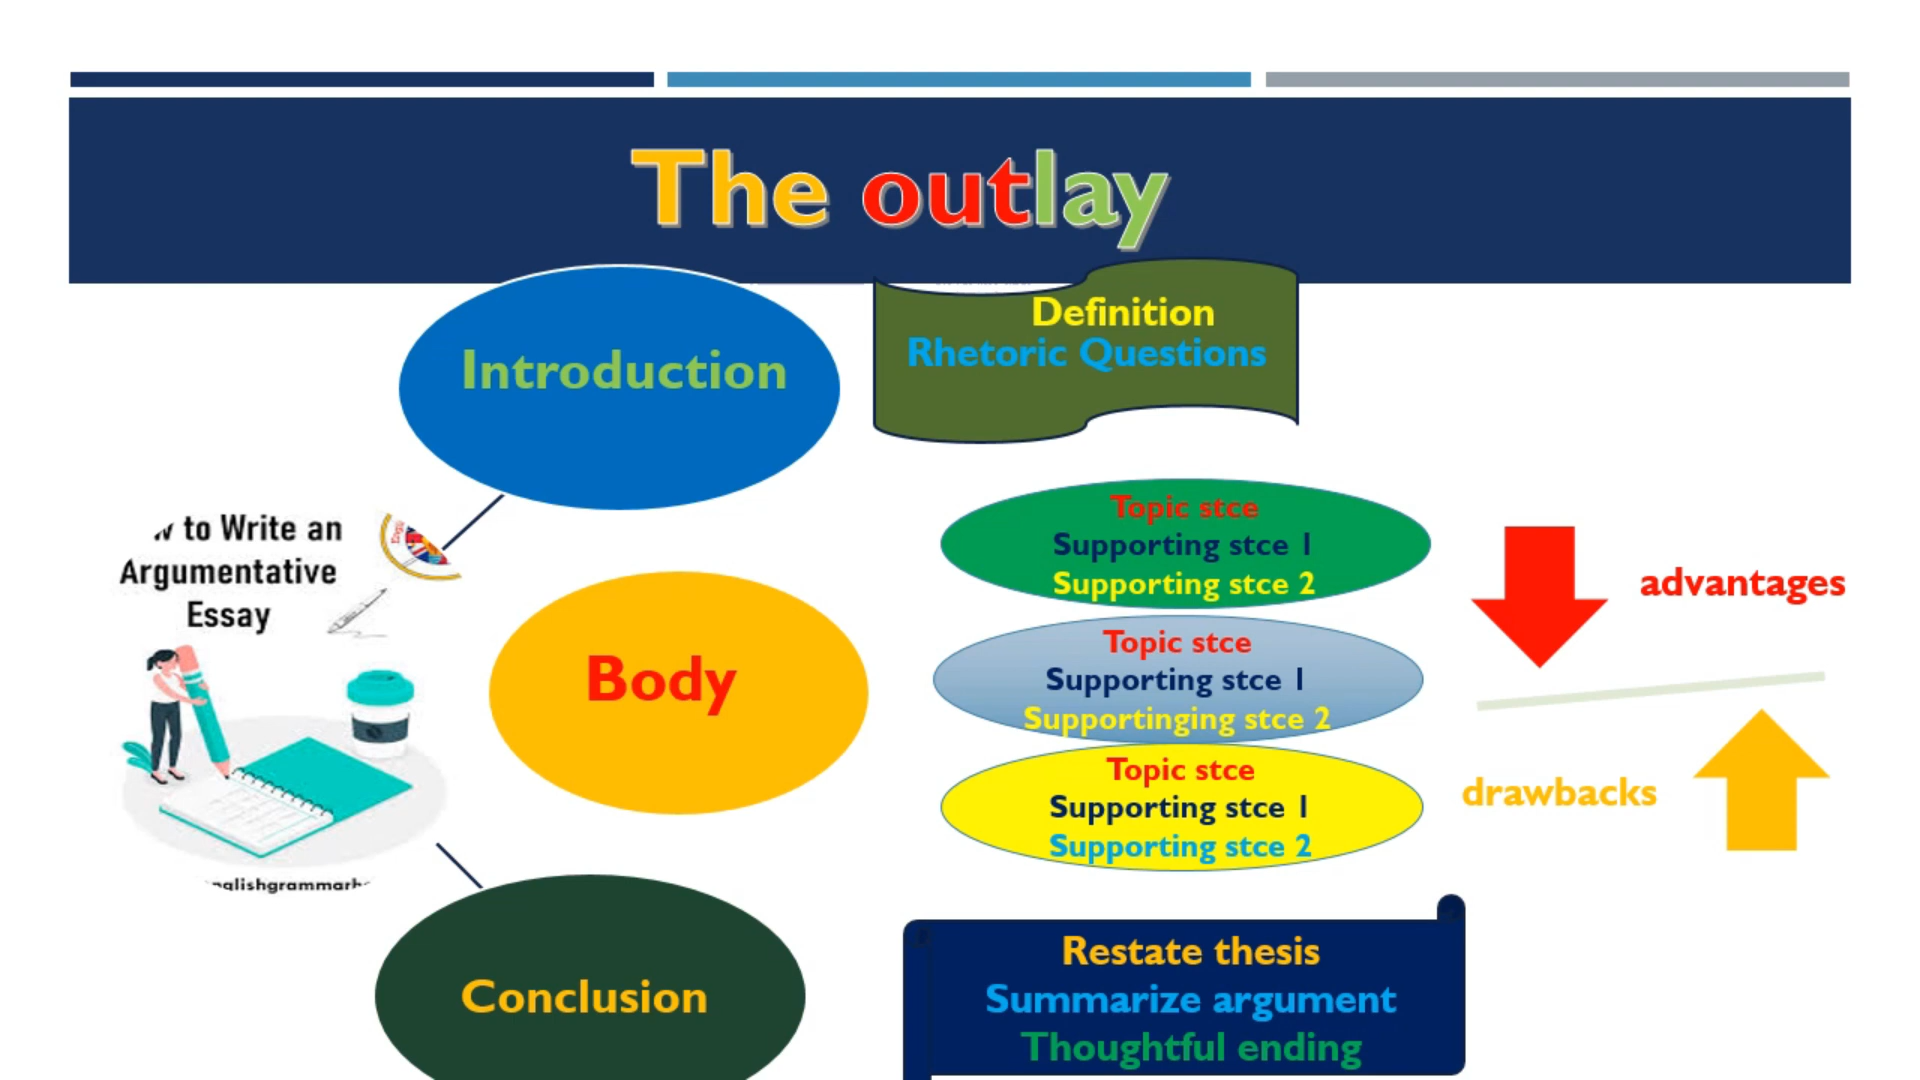 The outlay
Introduction
Definition
Rhetoric Questions
to Write an
Argumentative
Essay
Body
Topic stce
Supporting stce 1
Supporting stce 2
Topic stce
Supporting stce 1
Supportinging stce 2
Topic stce
Supporting stce 1
Supporting stce 2
advantages
drawbacks
Conclusion
Restate thesis
Summarize argument
Thoughtful ending